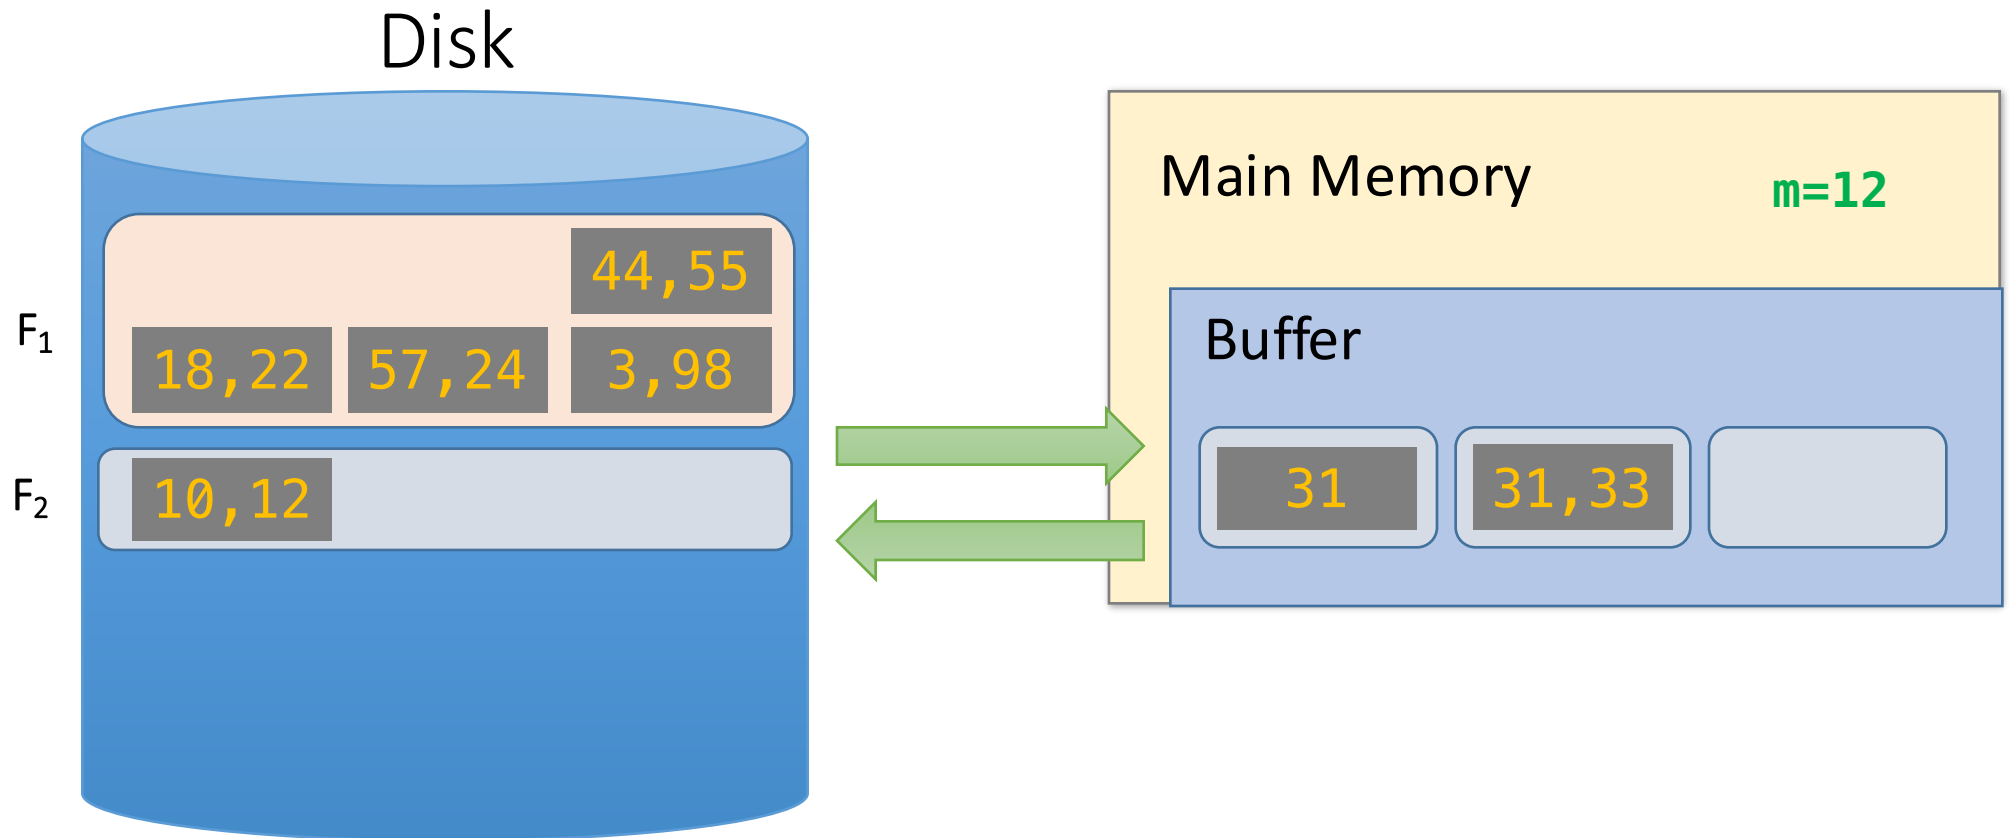 Disk
Main Memory
m=12
44,55
F₁
18,22
57,24
3,98
Buffer
F₂
10,12
31
31,33